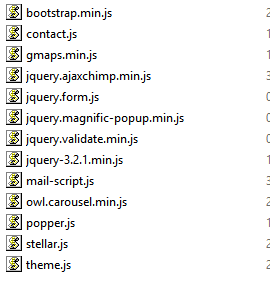 bootstrap.min.js
contact.js
gmaps.min.js
jquery.ajaxchimp.min.js
jquery.form.js
jquery.magnific-popup.min.js
jquery.validate.min.js
jquery-3.2.1.min.js
mail-script.js
owl.carousel.min.js
popper.js
stellar.js
theme.js